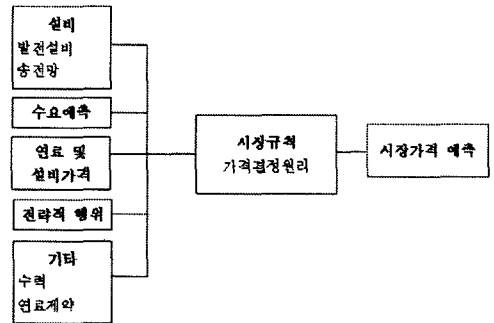 설비
발전설비
송전망
수요예측
연료 및
설비가격
전략적 행위
기타
수력
연료제약
시장규칙
가격결정원리
시장가격 예측